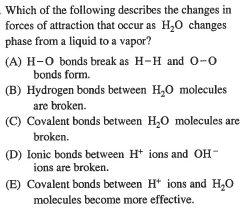 . Which of the following describes the changes in
forces of attraction that occur as H₂O changes
phase from a liquid to a vapor?
(A) H–O bonds break as H–H and O–O
bonds form.
(B) Hydrogen bonds between H₂O molecules
are broken.
(C) Covalent bonds between H₂O molecules are
broken.
(D) Ionic bonds between H⁺ ions and OH⁻
ions are broken.
(E) Covalent bonds between H⁺ ions and H₂O
molecules become more effective.